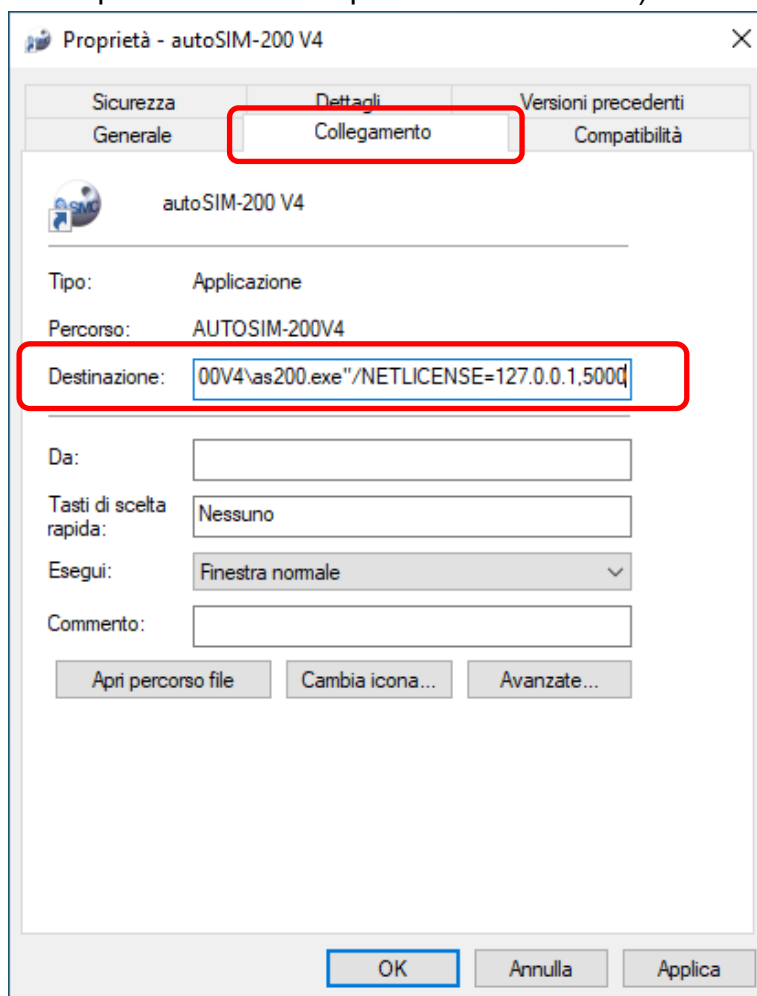 Proprietà - autoSIM-200 V4
Sicurezza Dettagli Versioni precedenti
Generale Collegamento Compatibilità
SMC
autoSIM-200 V4
Tipo: Applicazione
Percorso: AUTOSIM-200V4
Destinazione: 00V4\as200.exe"/NETLICENSE=127.0.0.1,5000
Da:
Tasti di scelta
rapida: Nessuno
Esegui: Finestra normale
Commento:
Apri percorso file Cambia icona... Avanzate...
OK Annulla Applica